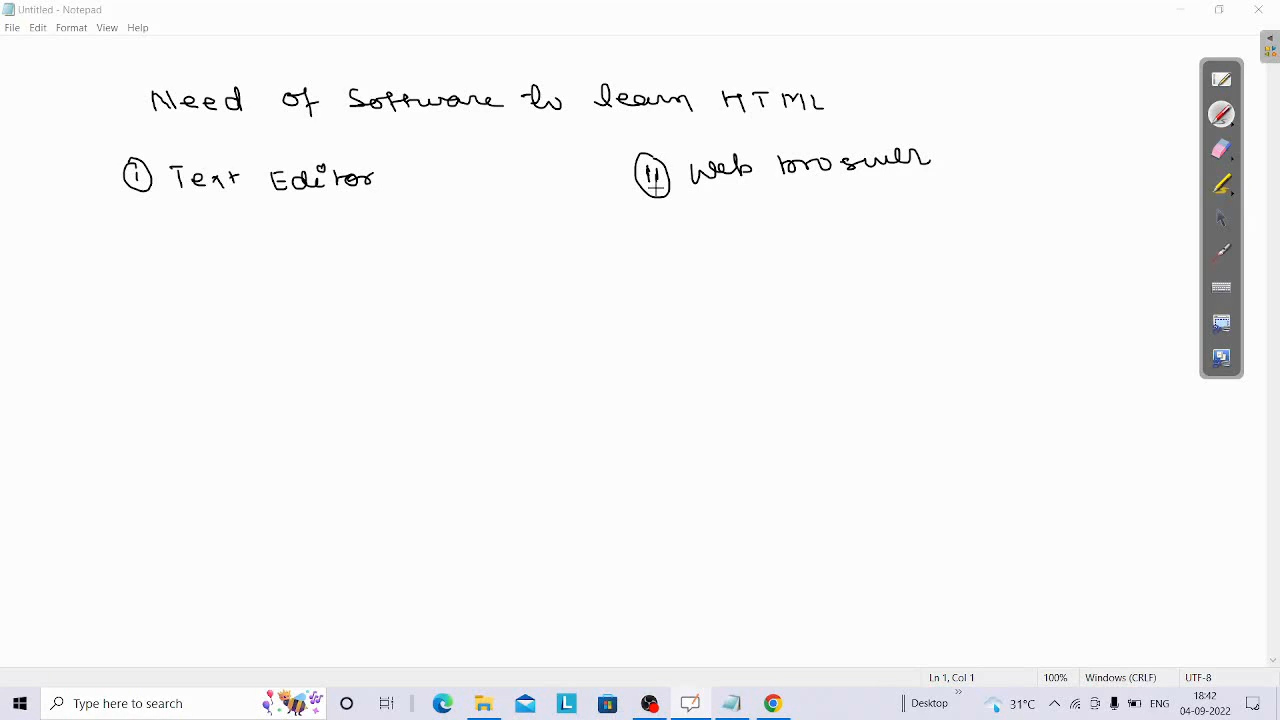 Untitled - Notepad
File Edit Format View Help
Need of Software to learn HTML
i Text Editor
ii Web broswer
Ln 1, Col 1 100% Windows (CRLF) UTF-8
Type here to search
L
Desktop
31°C
ENG
18:42
04-09-2022